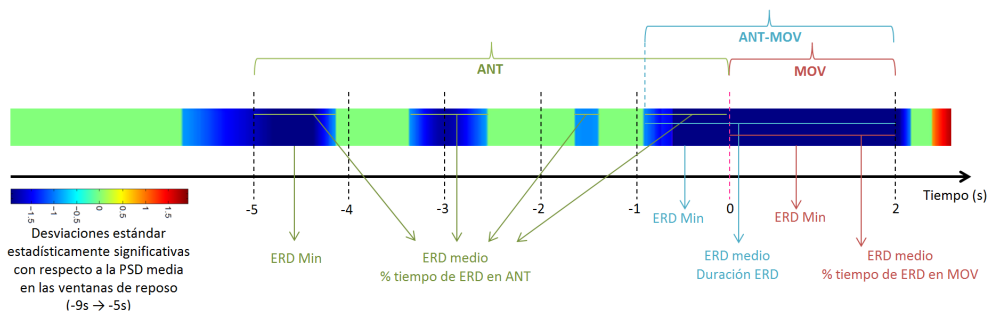 ANT-MOV
ANT
MOV
-5
-4
-3
-2
-1
0
2
Tiempo (s)
-1.5
-1
-0.5
0
0.5
1
1.5
Desviaciones estándar
estadísticamente significativas
con respecto a la PSD media
en las ventanas de reposo
(-9s → -5s)
ERD Min
ERD medio
% tiempo de ERD en ANT
ERD Min
ERD medio
Duración ERD
ERD Min
ERD medio
% tiempo de ERD en MOV